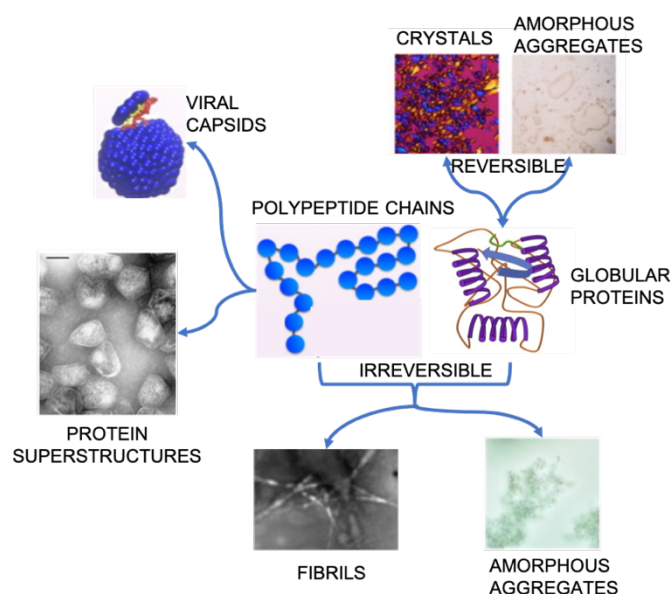 CRYSTALS
AMORPHOUS
AGGREGATES
VIRAL
CAPSIDS
REVERSIBLE
POLYPEPTIDE CHAINS
GLOBULAR
PROTEINS
IRREVERSIBLE
PROTEIN
SUPERSTRUCTURES
FIBRILS
AMORPHOUS
AGGREGATES